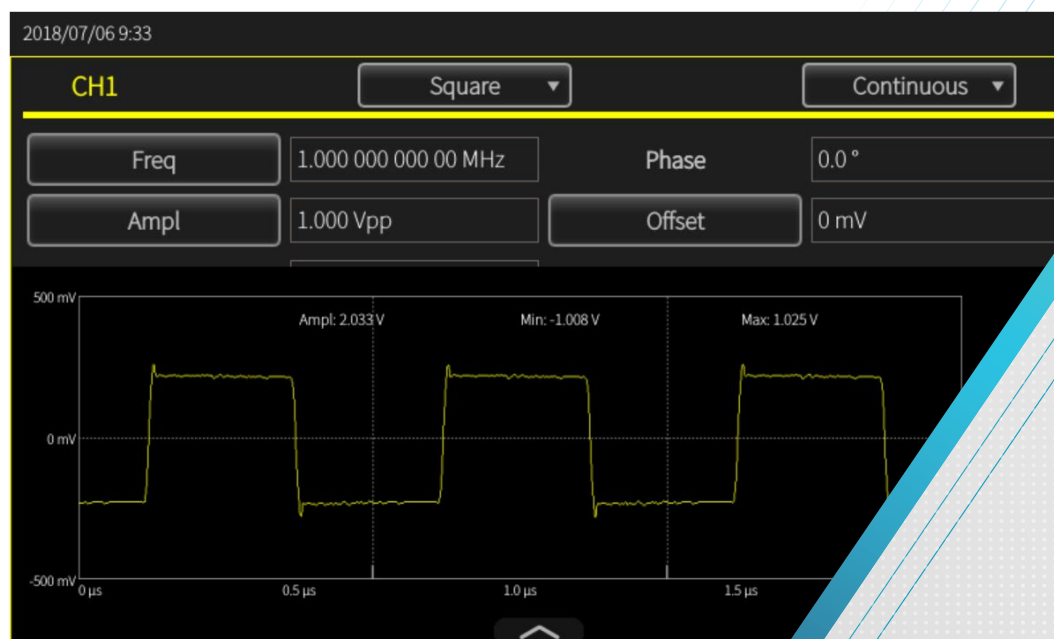 2018/07/06 9:33
CH1 Square Continuous
Freq 1.000 000 000 00 MHz Phase 0.0 °
Ampl 1.000 Vpp Offset 0 mV
500 mV
Ampl: 2.033 V Min: -1.008 V Max: 1.025 V
0 mV
-500 mV
0 µs 0.5 µs 1.0 µs 1.5 µs